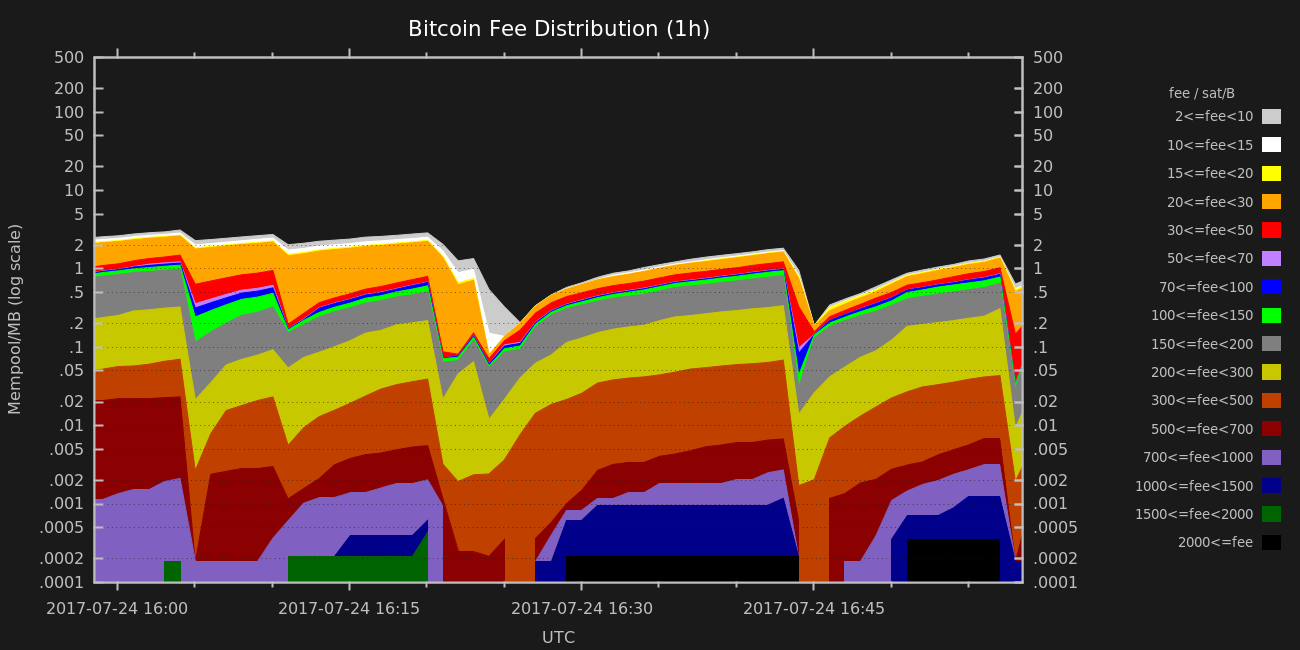 Bitcoin Fee Distribution (1h)
Mempool/MB (log scale)
500 500
200 200
100 100
50 50
20 20
10 10
5 5
2 2
1 1
.5 .5
.2 .2
.1 .1
.05 .05
.02 .02
.01 .01
.005 .005
.002 .002
.001 .001
.0005 .0005
.0002 .0002
.0001 .0001
2017-07-24 16:00 2017-07-24 16:15 2017-07-24 16:30 2017-07-24 16:45
UTC
fee / sat/B
2<=fee<10
10<=fee<15
15<=fee<20
20<=fee<30
30<=fee<50
50<=fee<70
70<=fee<100
100<=fee<150
150<=fee<200
200<=fee<300
300<=fee<500
500<=fee<700
700<=fee<1000
1000<=fee<1500
1500<=fee<2000
2000<=fee